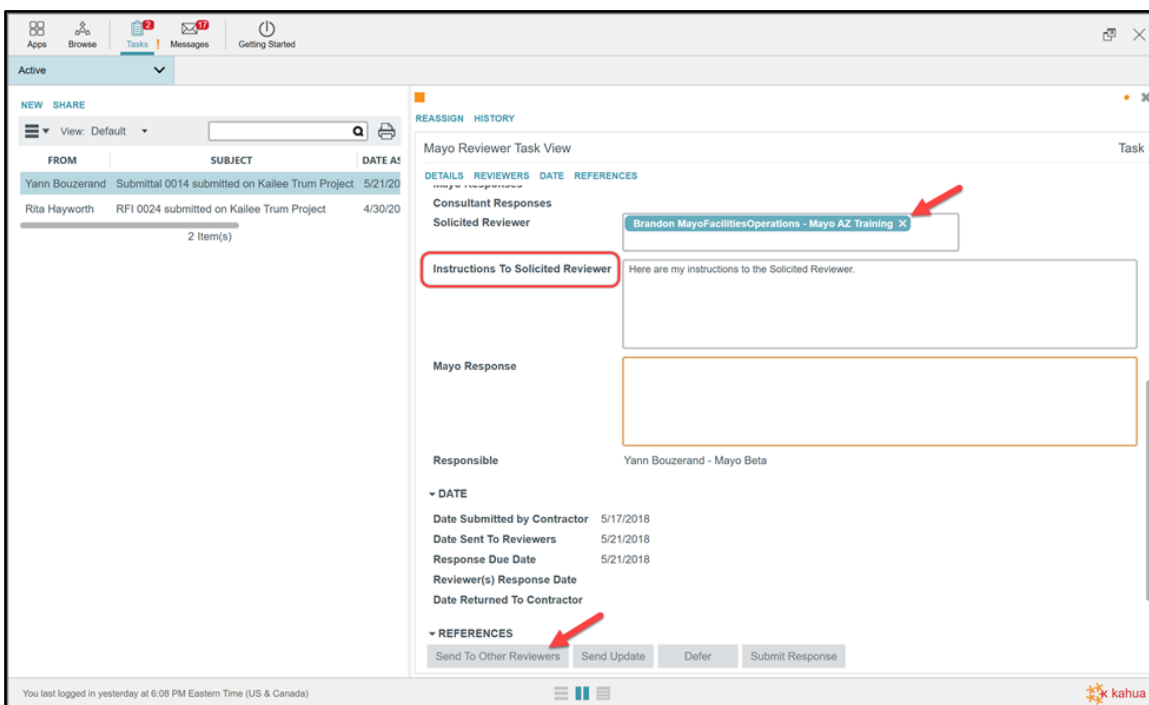 Apps Browse Tasks 2 Messages 17 Getting Started
Active
NEW SHARE
REASSIGN HISTORY
View: Default
Mayo Reviewer Task View Task
FROM SUBJECT DATE AS
DETAILS REVIEWERS DATE REFERENCES
Yann Bouzerand Submittal 0014 submitted on Kailee Trum Project 5/21/20
Mayo Responses
Rita Hayworth RFI 0024 submitted on Kailee Trum Project 4/30/20
2 Item(s)
Consultant Responses
Solicited Reviewer Brandon MayoFacilitiesOperations - Mayo AZ Training X
Instructions To Solicited Reviewer Here are my instructions to the Solicited Reviewer.
Mayo Response
Responsible Yann Bouzerand - Mayo Beta
DATE
Date Submitted by Contractor 5/17/2018
Date Sent To Reviewers 5/21/2018
Response Due Date 5/21/2018
Reviewer(s) Response Date
Date Returned To Contractor
REFERENCES
Send To Other Reviewers Send Update Defer Submit Response
You last logged in yesterday at 6:08 PM Eastern Time (US & Canada) kahua